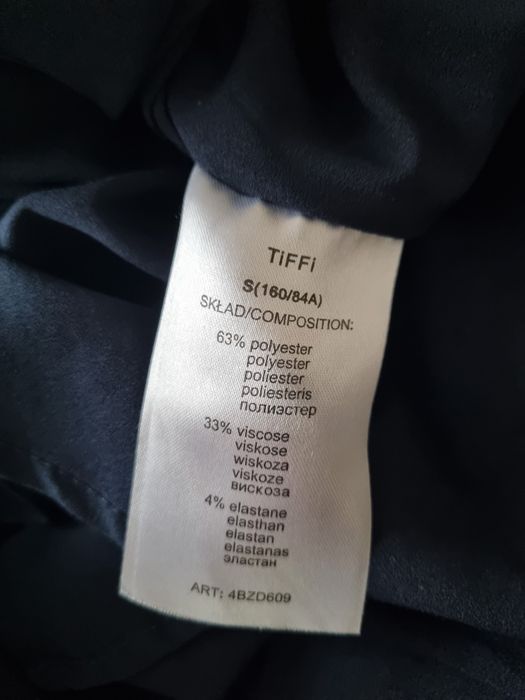 TiFFi
S(160/84A)
SKŁAD/COMPOSITION:
63% polyester
polyester
poliester
poliesteris
полиэстер
33% viscose
viskose
wiskoza
viskoze
вискоза
4% elastane
elasthan
elastan
elastanas
эластан
ART: 4BZD609